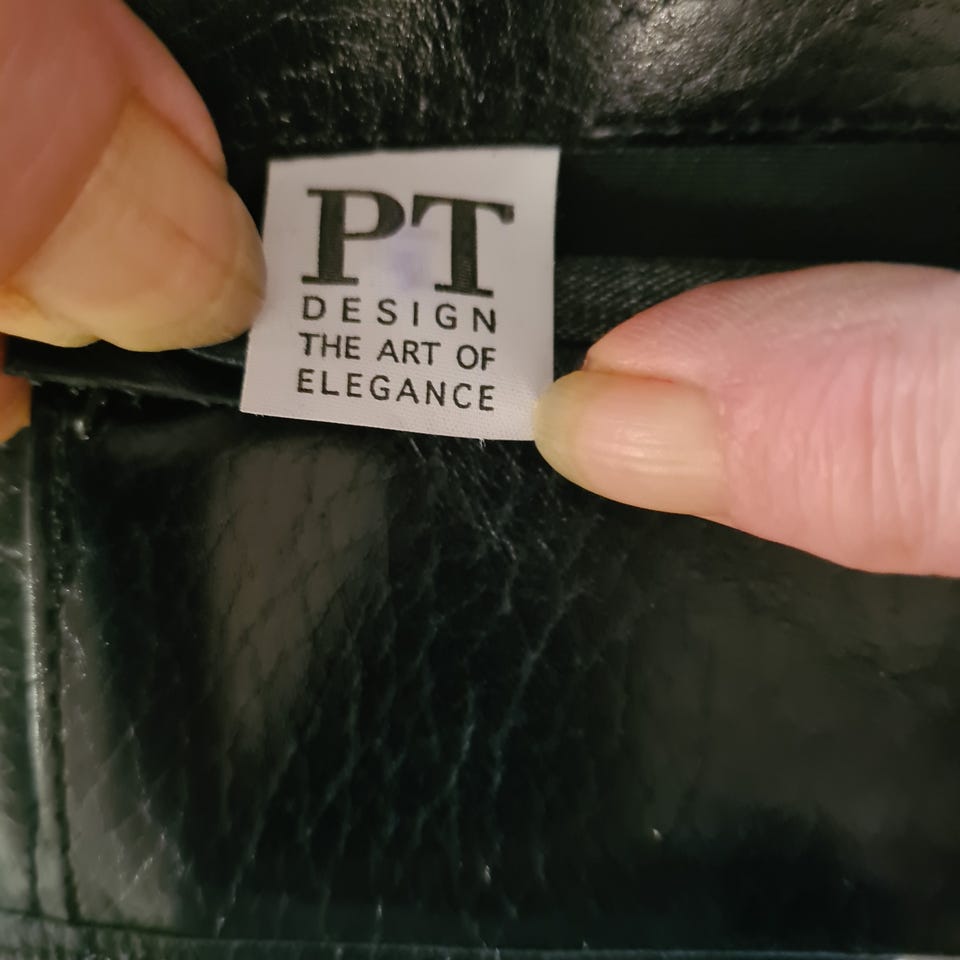 PT
DESIGN
THE ART OF
ELEGANCE